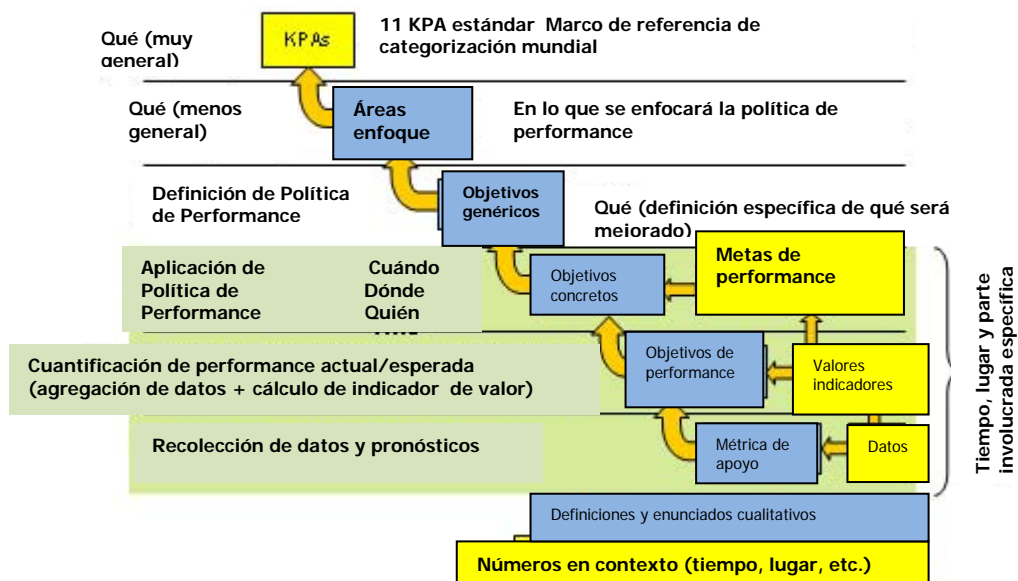 Qué (muy
general)
KPAs
11 KPA estándar Marco de referencia de
categorización mundial
Qué (menos
general)
Áreas
enfoque
En lo que se enfocará la política de
performance
Definición de Política
de Performance
Objetivos
genéricos
Qué (definición específica de qué será
mejorado)
Aplicación de
Política de
Performance
Cuándo
Dónde
Quién
Objetivos
concretos
Metas de
performance
Cuantificación de performance actual/esperada
(agregación de datos + cálculo de indicador de valor)
Objetivos de
performance
Valores
indicadores
Recolección de datos y pronósticos
Métrica de
apoyo
Datos
Tiempo, lugar y parte
involucrada específica
Definiciones y enunciados cualitativos
Números en contexto (tiempo, lugar, etc.)